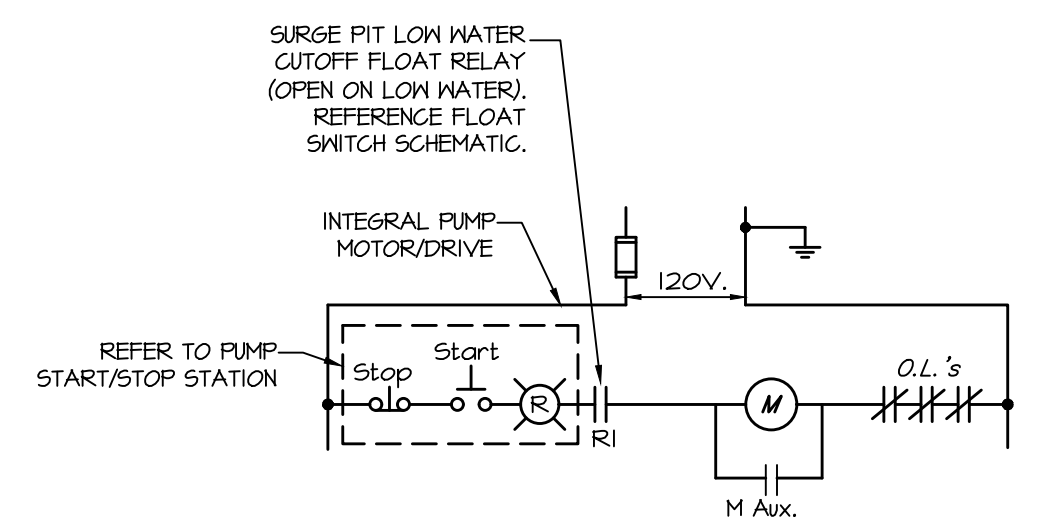 SURGE PIT LOW WATER
CUTOFF FLOAT RELAY
(OPEN ON LOW WATER).
REFERENCE FLOAT
SWITCH SCHEMATIC.
INTEGRAL PUMP
MOTOR/DRIVE
120V.
REFER TO PUMP
START/STOP STATION
Stop
Start
R
R1
M
O.L.'s
M Aux.